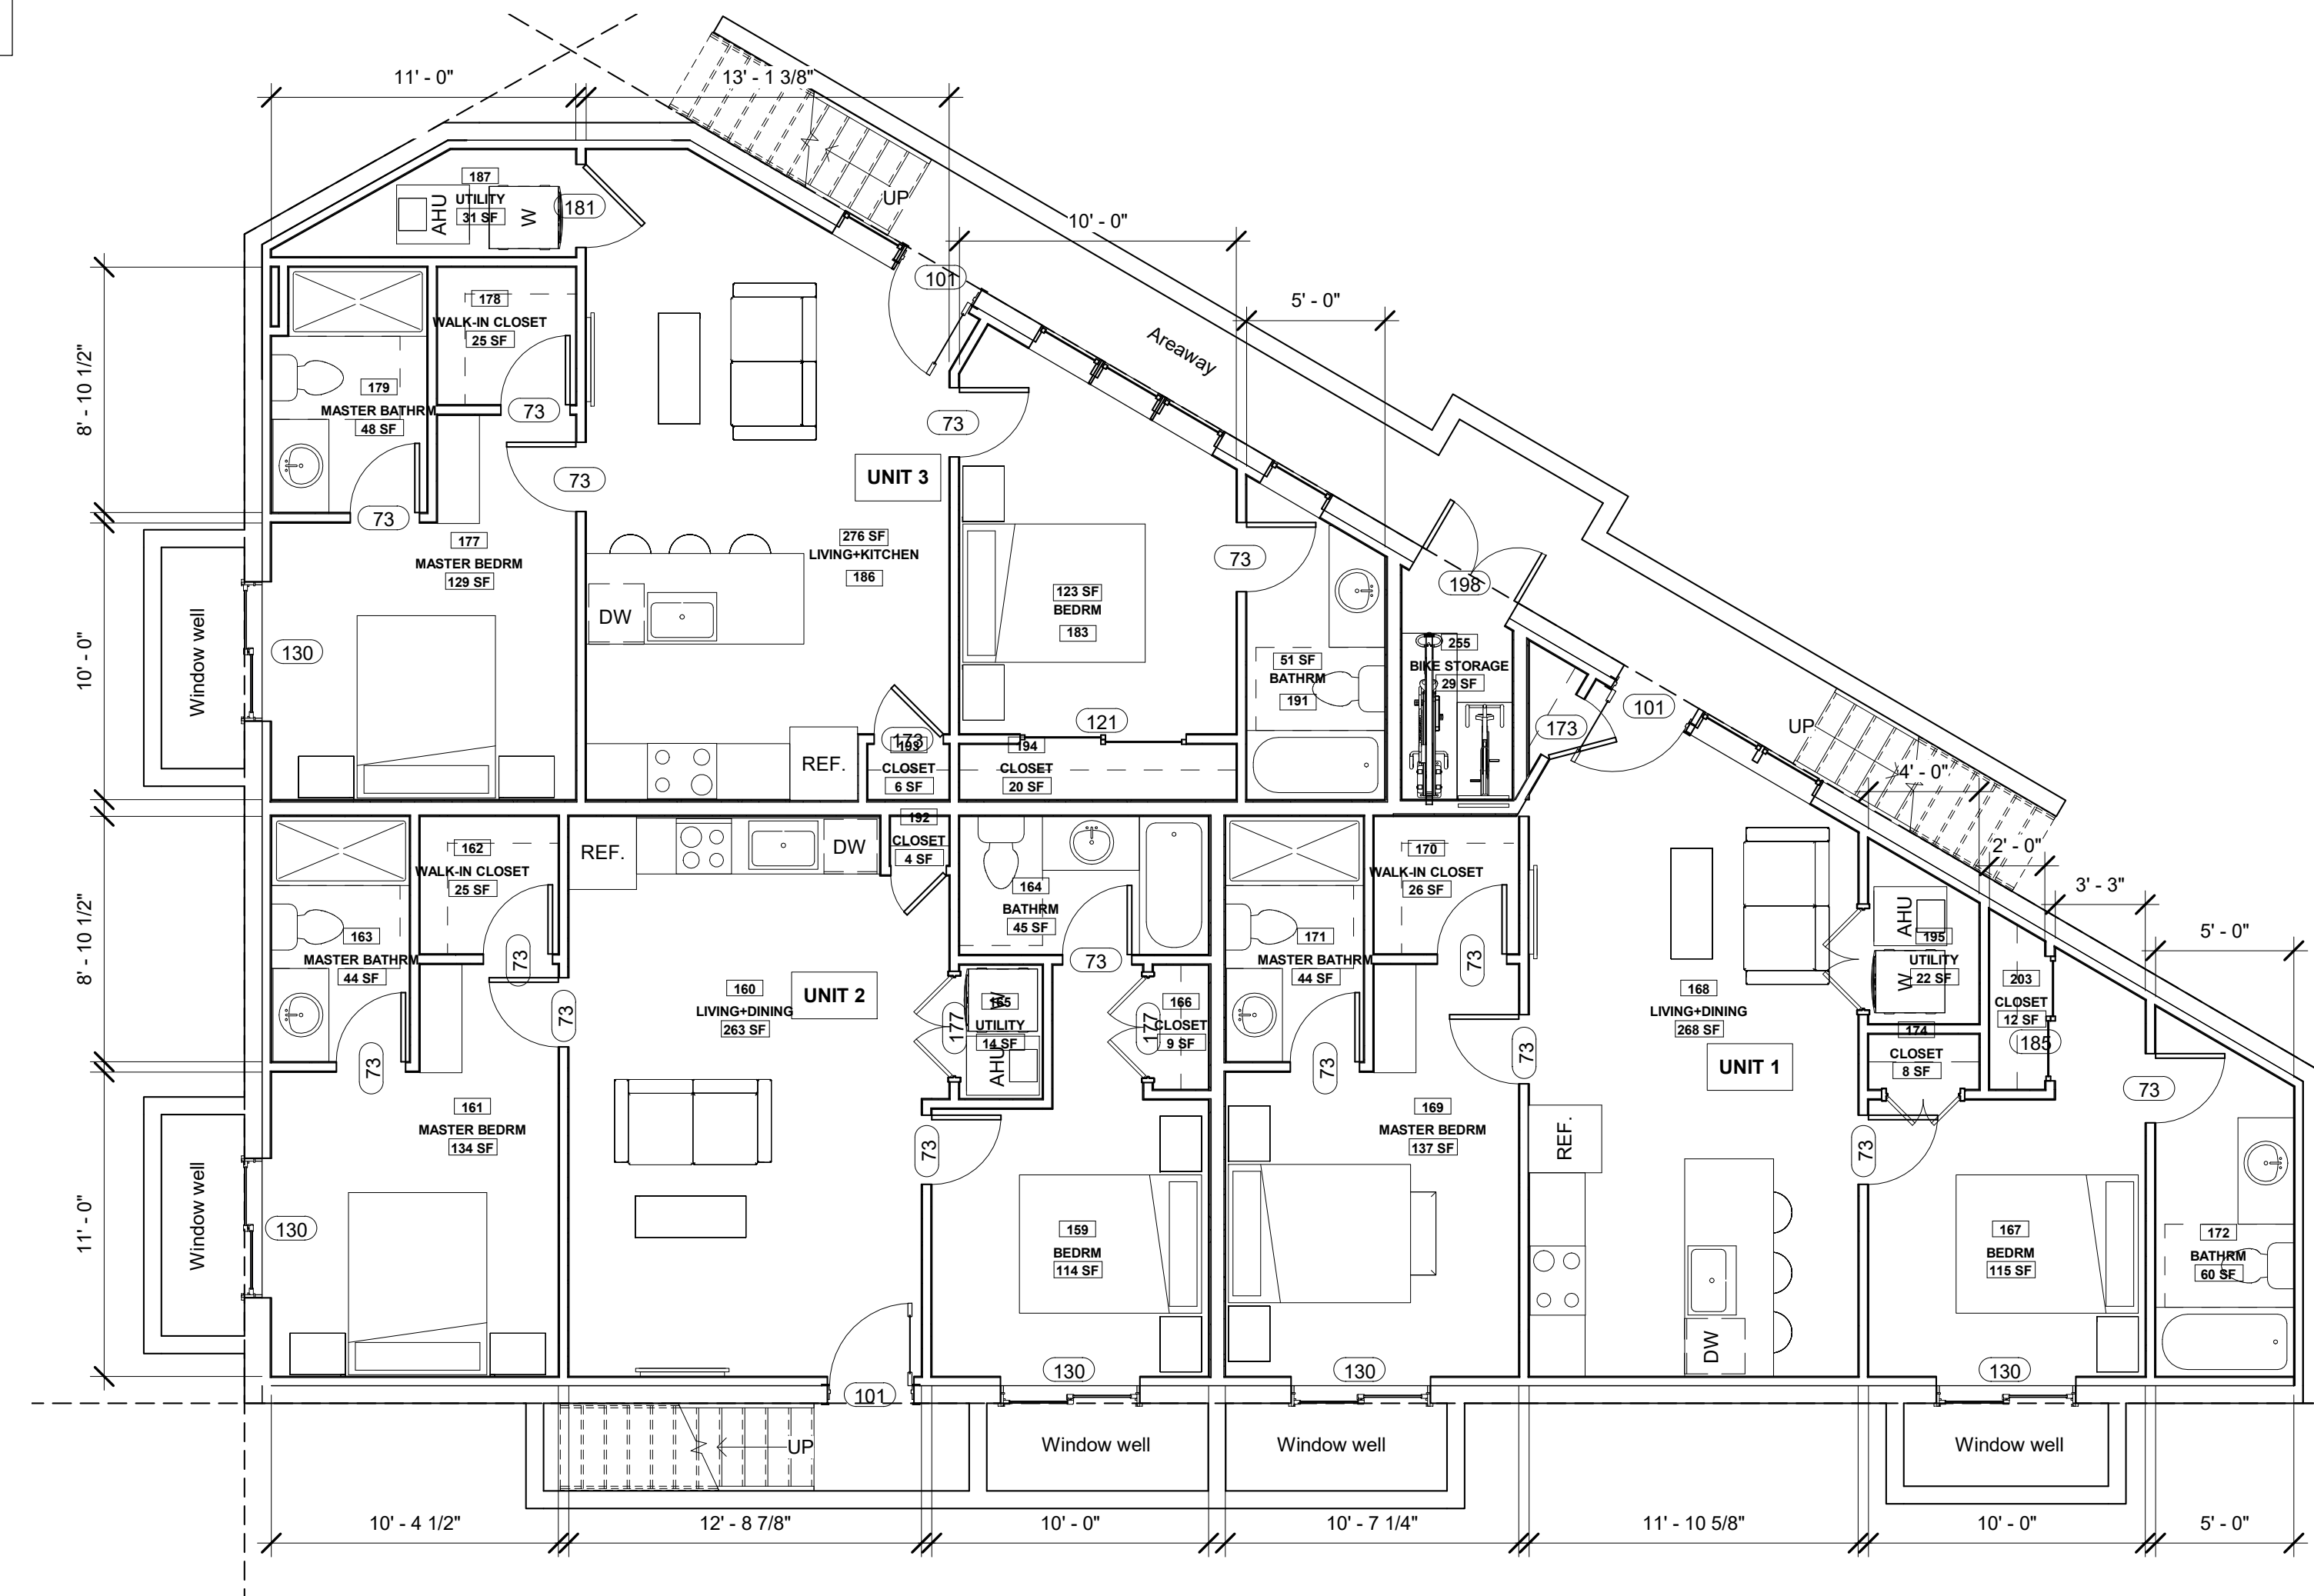 11' - 0"
13' - 1 3/8"
UP
10' - 0"
5' - 0"
Areaway
187
UTILITY
31 SF
AHU
W
181
101
178
WALK-IN CLOSET
25 SF
8' - 10 1/2"
179
MASTER BATHRM
48 SF
73
73
73
73
UNIT 3
177
MASTER BEDRM
129 SF
276 SF
LIVING+KITCHEN
186
DW
123 SF
BEDRM
183
73
198
10' - 0"
Window well
130
51 SF
BATHRM
191
255
BIKE STORAGE
29 SF
121
173
101
173
UP
REF.
193
CLOSET
6 SF
194
CLOSET
20 SF
4' - 0"
2' - 0"
3' - 3"
5' - 0"
8' - 10 1/2"
162
WALK-IN CLOSET
25 SF
REF.
DW
192
CLOSET
4 SF
164
BATHRM
45 SF
170
WALK-IN CLOSET
26 SF
163
MASTER BATHRM
44 SF
73
73
171
MASTER BATHRM
44 SF
73
AHU
195
UTILITY
22 SF
W
203
CLOSET
12 SF
185
160
LIVING+DINING
263 SF
UNIT 2
73
73
177
165
W
UTILITY
14 SF
AHU
177
166
CLOSET
9 SF
73
73
168
LIVING+DINING
268 SF
UNIT 1
174
CLOSET
8 SF
73
161
MASTER BEDRM
134 SF
73
169
MASTER BEDRM
137 SF
REF.
73
11' - 0"
Window well
130
159
BEDRM
114 SF
167
BEDRM
115 SF
172
BATHRM
60 SF
DW
101
130
130
130
UP
Window well
Window well
Window well
10' - 4 1/2"
12' - 8 7/8"
10' - 0"
10' - 7 1/4"
11' - 10 5/8"
10' - 0"
5' - 0"